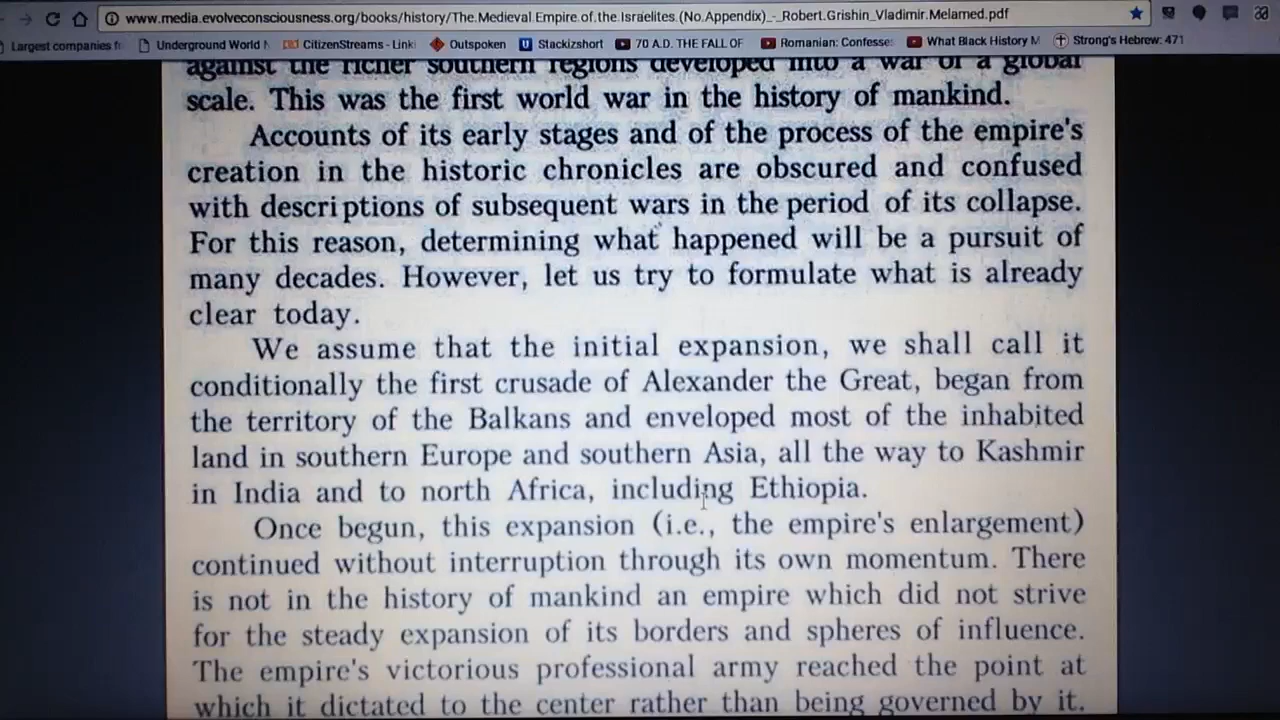 www.media.evolveconsciousness.org/books/history/The.Medieval.Empire.of.the.Israelites.(No.Appendix)_-_Robert.Grishin_Vladimir.Melamed.pdf
Largest companies Underground World CitizenStreams - Link Outspoken Stackizshort 70 A.D. THE FALL OF Romanian: Confesse What Black History M Strong's Hebrew: 471
against the richer southern regions developed into a war of a global
scale. This was the first world war in the history of mankind.
Accounts of its early stages and of the process of the empire's
creation in the historic chronicles are obscured and confused
with descriptions of subsequent wars in the period of its collapse.
For this reason, determining what happened will be a pursuit of
many decades. However, let us try to formulate what is already
clear today.
We assume that the initial expansion, we shall call it
conditionally the first crusade of Alexander the Great, began from
the territory of the Balkans and enveloped most of the inhabited
land in southern Europe and southern Asia, all the way to Kashmir
in India and to north Africa, including Ethiopia.
Once begun, this expansion (i.e., the empire's enlargement)
continued without interruption through its own momentum. There
is not in the history of mankind an empire which did not strive
for the steady expansion of its borders and spheres of influence.
The empire's victorious professional army reached the point at
which it dictated to the center rather than being governed by it.